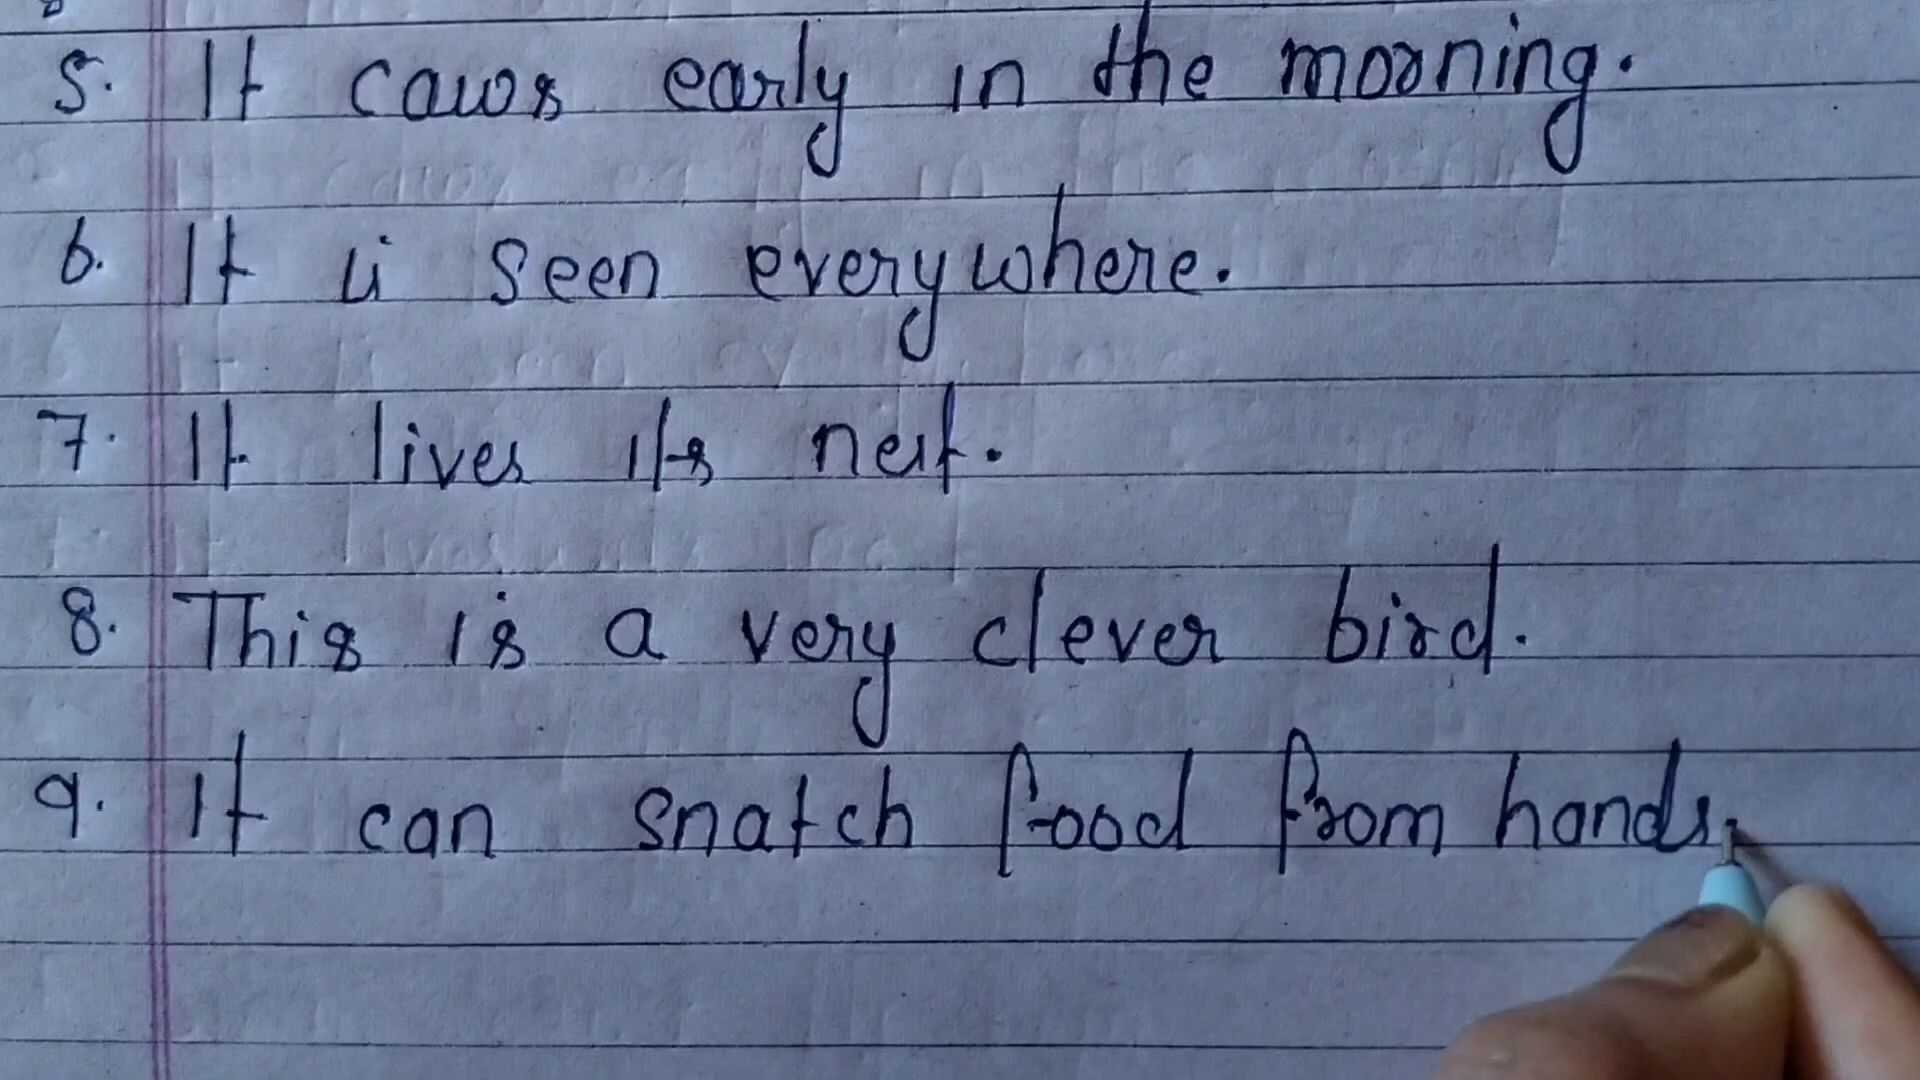 5. It caws early in the morning.
6. It is seen everywhere.
7. It lives its nest.
8. This is a very clever bird.
9. It can snatch food from hands.